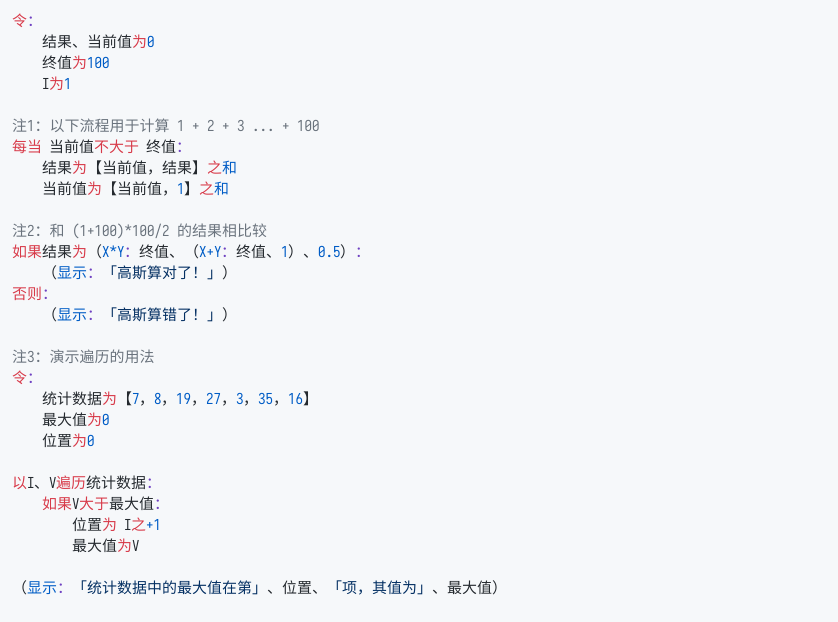 令:
    结果、当前值为0
    终值为100
    I为1

注1: 以下流程用于计算 1 + 2 + 3 ... + 100
每当 当前值不大于 终值:
    结果为【当前值，结果】之和
    当前值为【当前值，1】之和

注2: 和 (1+100)*100/2 的结果相比较
如果结果为（X*Y: 终值、（X+Y: 终值、1）、0.5）:
    （显示: 「高斯算对了! 」）
否则:
    （显示: 「高斯算错了! 」）

注3: 演示遍历的用法
令:
    统计数据为【7，8，19，27，3，35，16】
    最大值为0
    位置为0

以I、V遍历统计数据:
    如果V大于最大值:
        位置为 I之+1
        最大值为V

（显示: 「统计数据中的最大值在第」、位置、「项，其值为」、最大值）